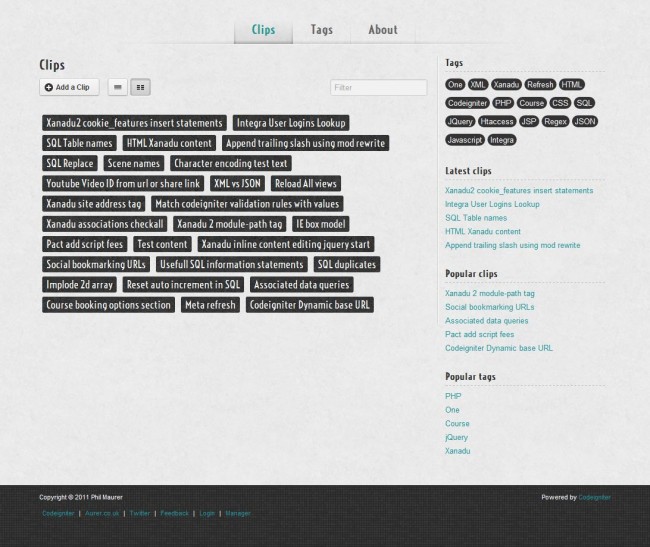 Clips Tags About
Clips
Add a Clip
Filter
Xanadu2 cookie_features insert statements Integra User Logins Lookup
SQL Table names HTML Xanadu content Append trailing slash using mod rewrite
SQL Replace Scene names Character encoding test text
Youtube Video ID from url or share link XML vs JSON Reload All views
Xanadu site address tag Match codeigniter validation rules with values
Xanadu associations checkall Xanadu 2 module-path tag IE box model
Pact add script fees Test content Xanadu inline content editing jquery start
Social bookmarking URLs Usefull SQL information statements SQL duplicates
Implode 2d array Reset auto increment in SQL Associated data queries
Course booking options section Meta refresh Codeigniter Dynamic base URL
Tags
One XML Xanadu Refresh HTML
Codeigniter PHP Course CSS SQL
JQuery Htaccess JSP Regex JSON
Javascript Integra
Latest clips
Xanadu2 cookie_features insert statements
Integra User Logins Lookup
SQL Table names
HTML Xanadu content
Append trailing slash using mod rewrite
Popular clips
Xanadu 2 module-path tag
Social bookmarking URLs
Associated data queries
Pact add script fees
Codeigniter Dynamic base URL
Popular tags
PHP
One
Course
jQuery
Xanadu
Copyright © 2011 Phil Maurer
Powered by Codeigniter
Codeigniter | Aurer.co.uk | Twitter | Feedback | Login | Manager